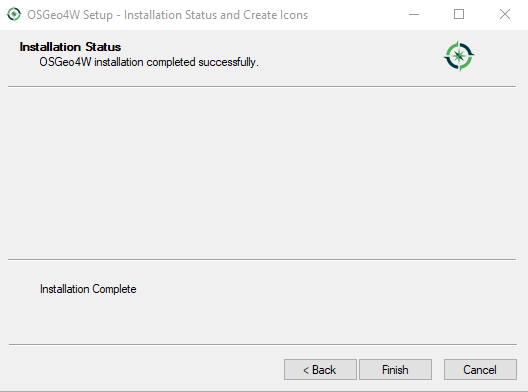 OSGeo4W Setup - Installation Status and Create Icons
Installation Status
OSGeo4W installation completed successfully.
Installation Complete
< Back
Finish
Cancel